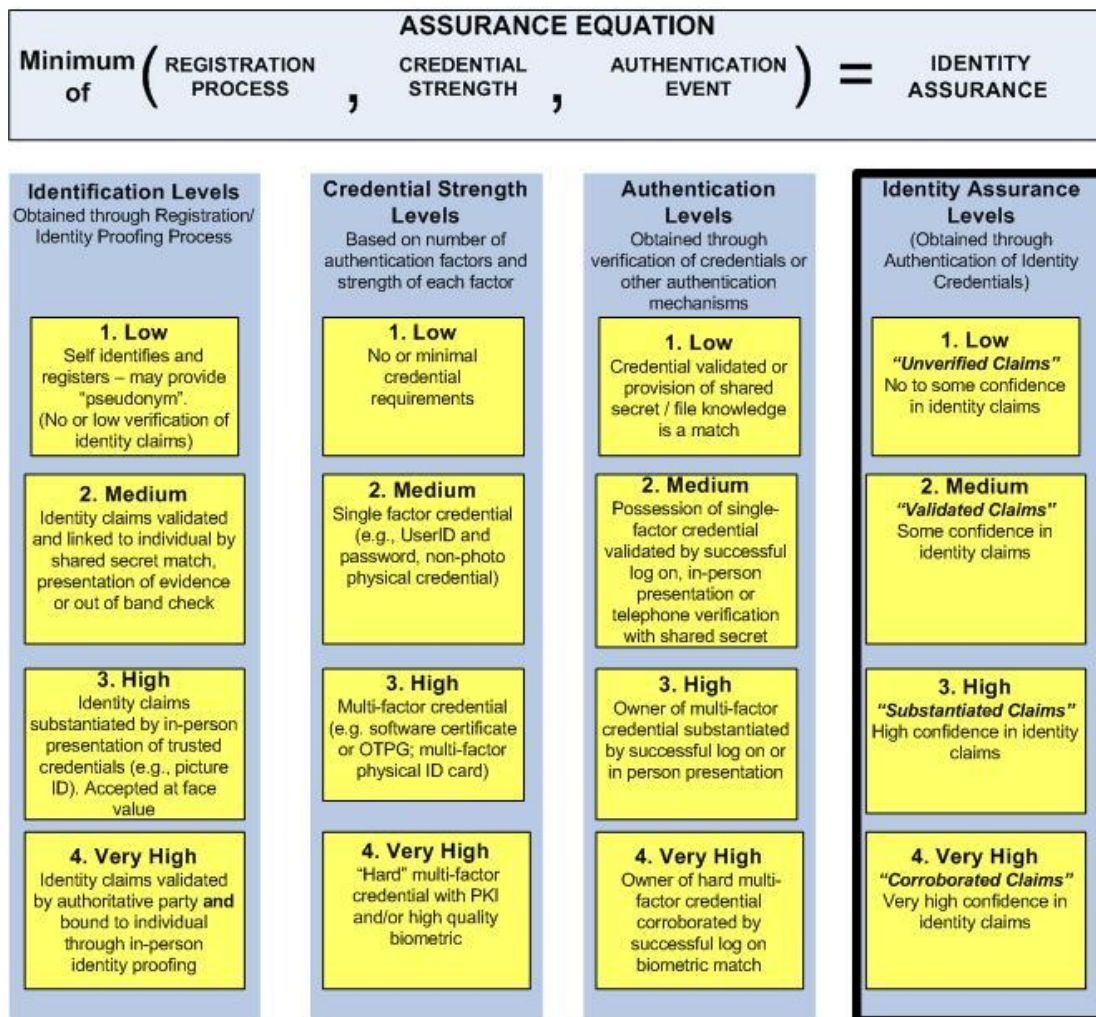 ASSURANCE EQUATION
Minimum of ( REGISTRATION PROCESS , CREDENTIAL STRENGTH , AUTHENTICATION EVENT ) = IDENTITY ASSURANCE
Identification Levels
Obtained through Registration/
Identity Proofing Process
1. Low
Self identifies and
registers – may provide
“pseudonym”.
(No or low verification of
identity claims)
2. Medium
Identity claims validated
and linked to individual by
shared secret match,
presentation of evidence
or out of band check
3. High
Identity claims
substantiated by in-person
presentation of trusted
credentials (e.g., picture
ID). Accepted at face
value
4. Very High
Identity claims validated
by authoritative party and
bound to individual
through in-person
identity proofing
Credential Strength
Levels
Based on number of
authentication factors and
strength of each factor
1. Low
No or minimal
credential
requirements
2. Medium
Single factor credential
(e.g., UserID and
password, non-photo
physical credential)
3. High
Multi-factor credential
(e.g. software certificate
or OTPG; multi-factor
physical ID card)
4. Very High
“Hard” multi-factor
credential with PKI
and/or high quality
biometric
Authentication
Levels
Obtained through
verification of credentials or
other authentication
mechanisms
1. Low
Credential validated or
provision of shared
secret / file knowledge
is a match
2. Medium
Possession of single-
factor credential
validated by successful
log on, in-person
presentation or
telephone verification
with shared secret
3. High
Owner of multi-factor
credential substantiated
by successful log on or
in person presentation
4. Very High
Owner of hard multi-
factor credential
corroborated by
successful log on
biometric match
Identity Assurance
Levels
(Obtained through
Authentication of Identity
Credentials)
1. Low
“Unverified Claims”
No to some confidence
in identity claims
2. Medium
“Validated Claims”
Some confidence in
identity claims
3. High
“Substantiated Claims”
High confidence in identity
claims
4. Very High
“Corroborated Claims”
Very high confidence in
identity claims